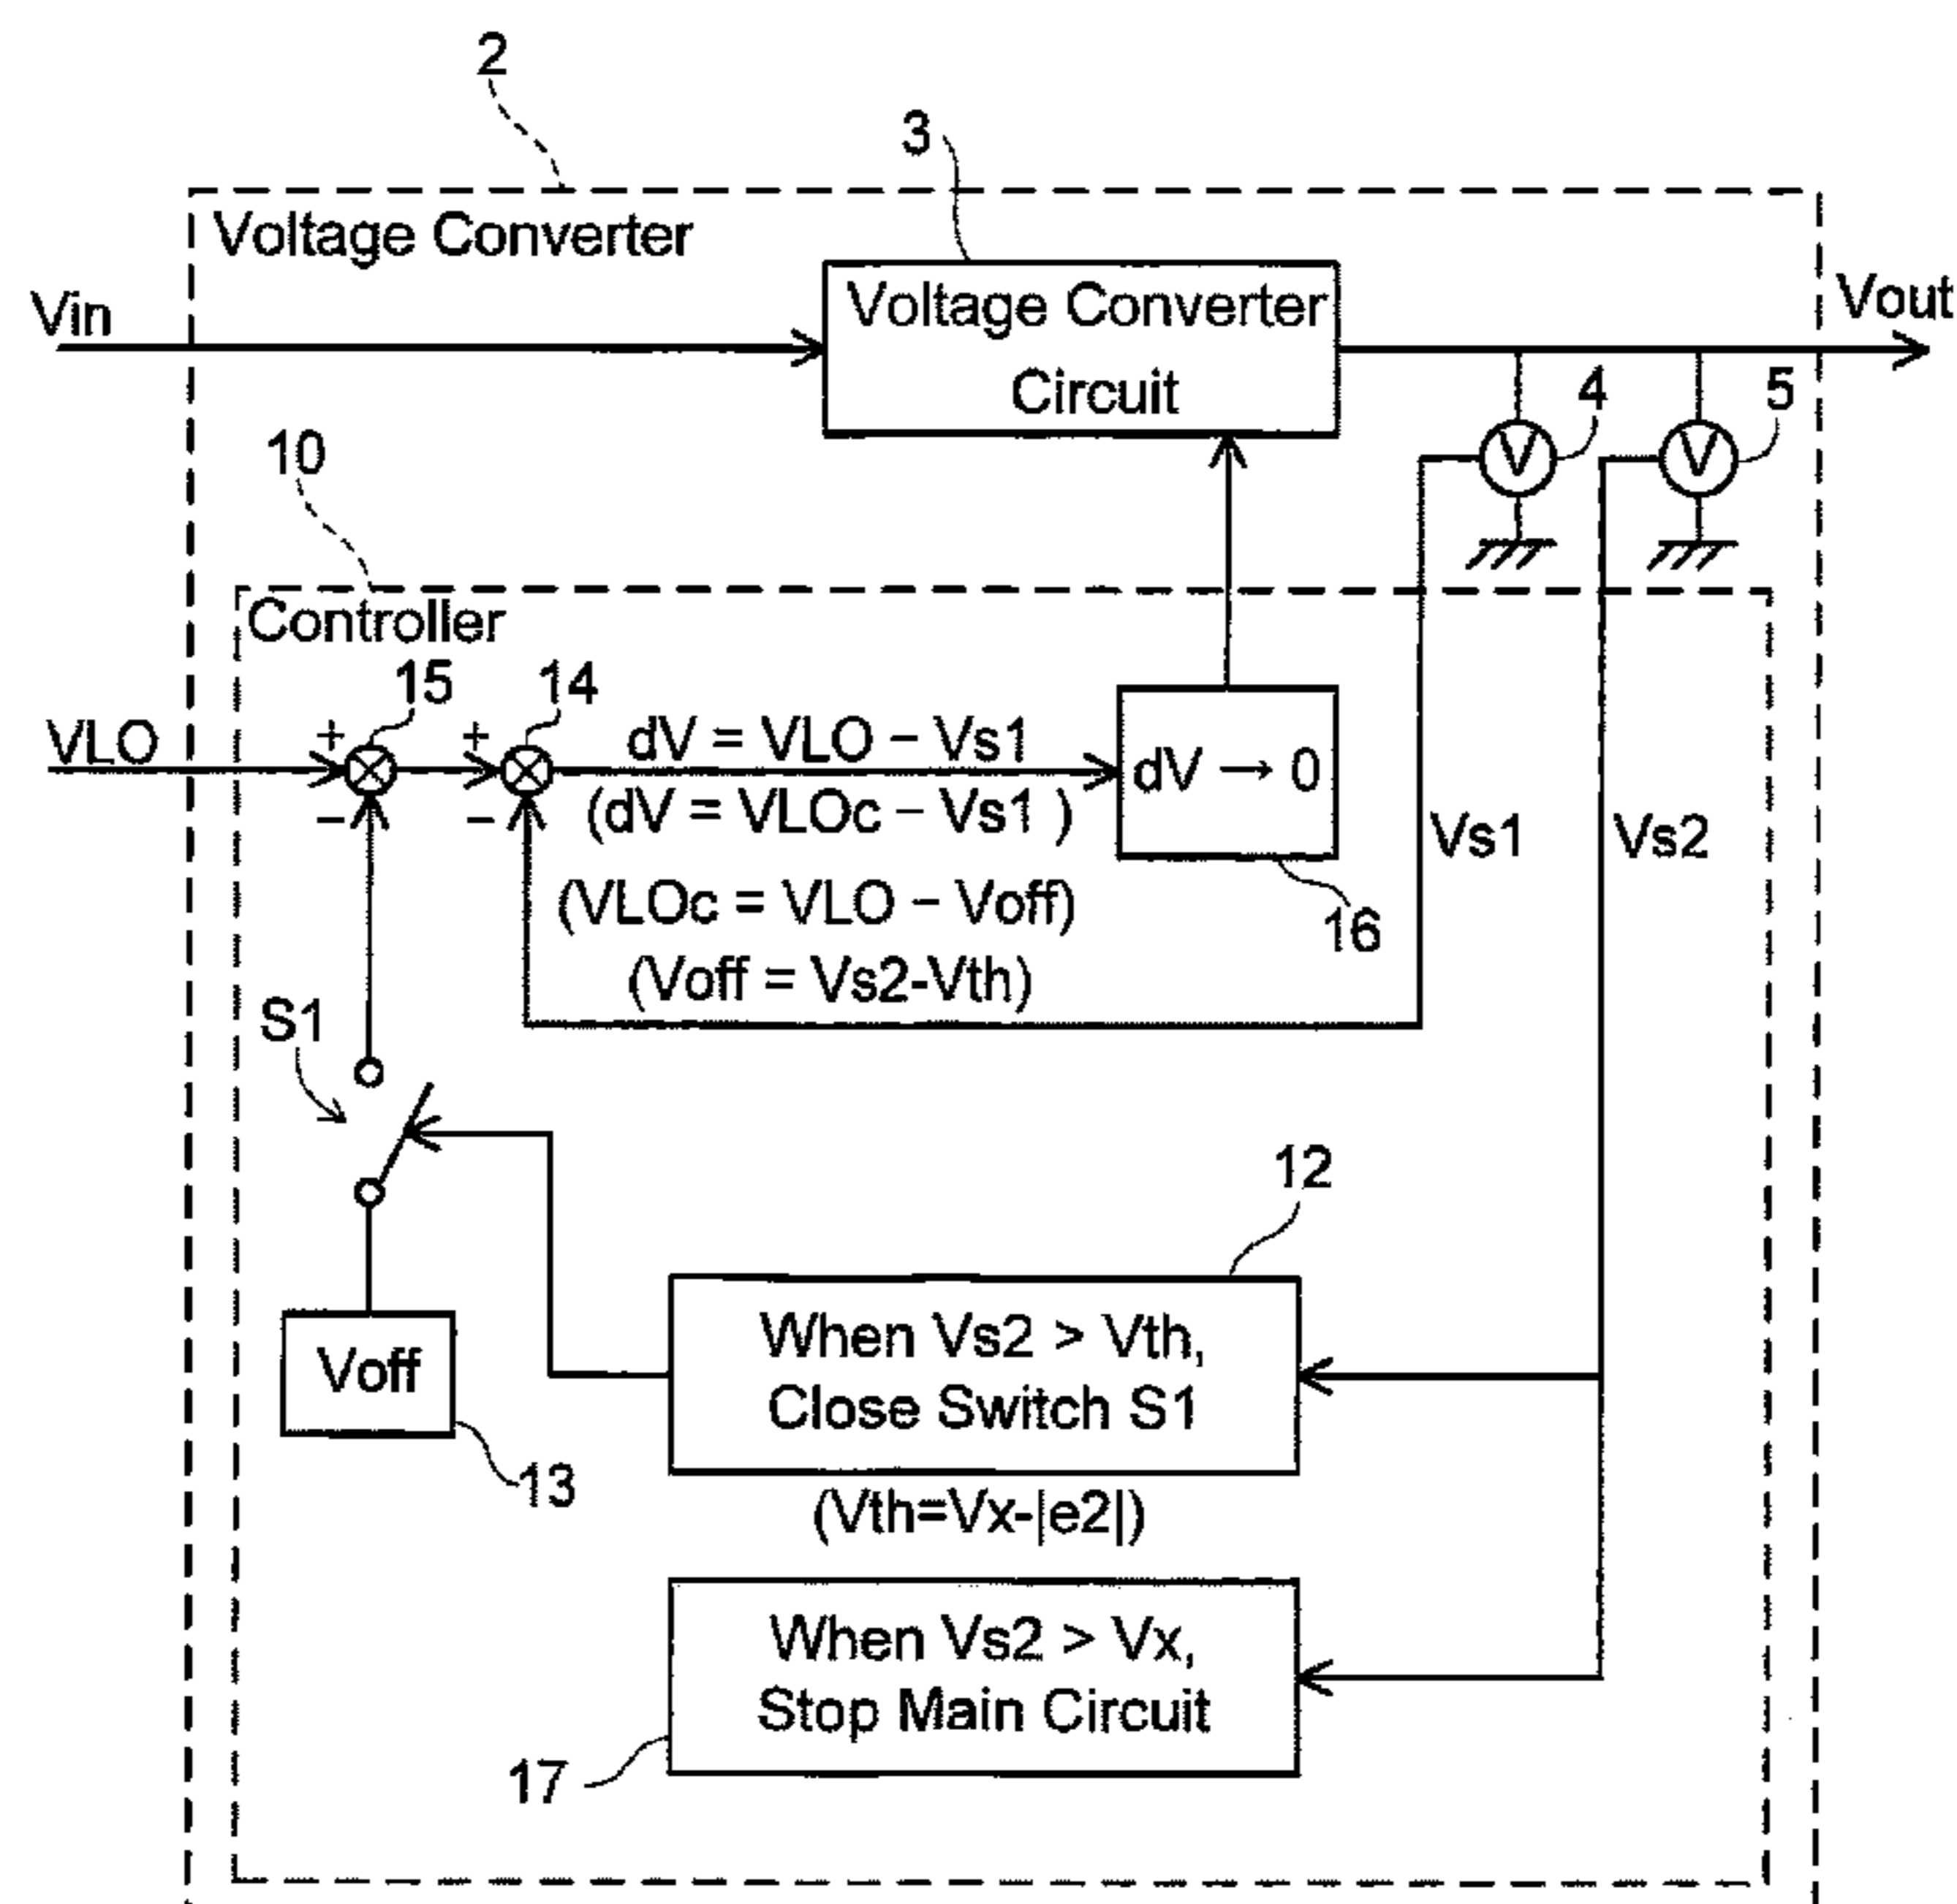 2
3
Voltage Converter
Vin
Voltage Converter
Circuit
Vout
4
5
10
Controller
15
14
VLO
+
+
dV = VLO – Vs1
dV → 0
–
–
(dV = VLOc – Vs1 )
Vs1
Vs2
(VLOc = VLO – Voff)
16
(Voff = Vs2-Vth)
S1
12
When Vs2 > Vth,
Close Switch S1
Voff
13
(Vth=Vx-|e2|)
When Vs2 > Vx,
Stop Main Circuit
17
V
V